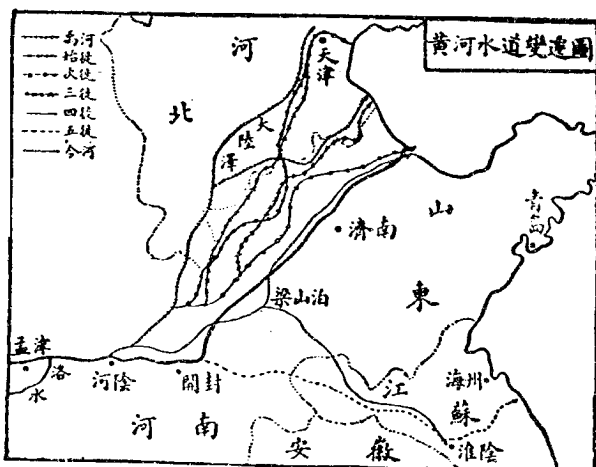 黃河水道變遷圖
禹河
始徙
次徙
三徙
四徙
五徙
今河
河
北
天津
大
陸
澤
濟南
山
東
青島
梁山泊
孟津
洛
水
河陰
開封
河南
江
蘇
海州
淮陰
安徽